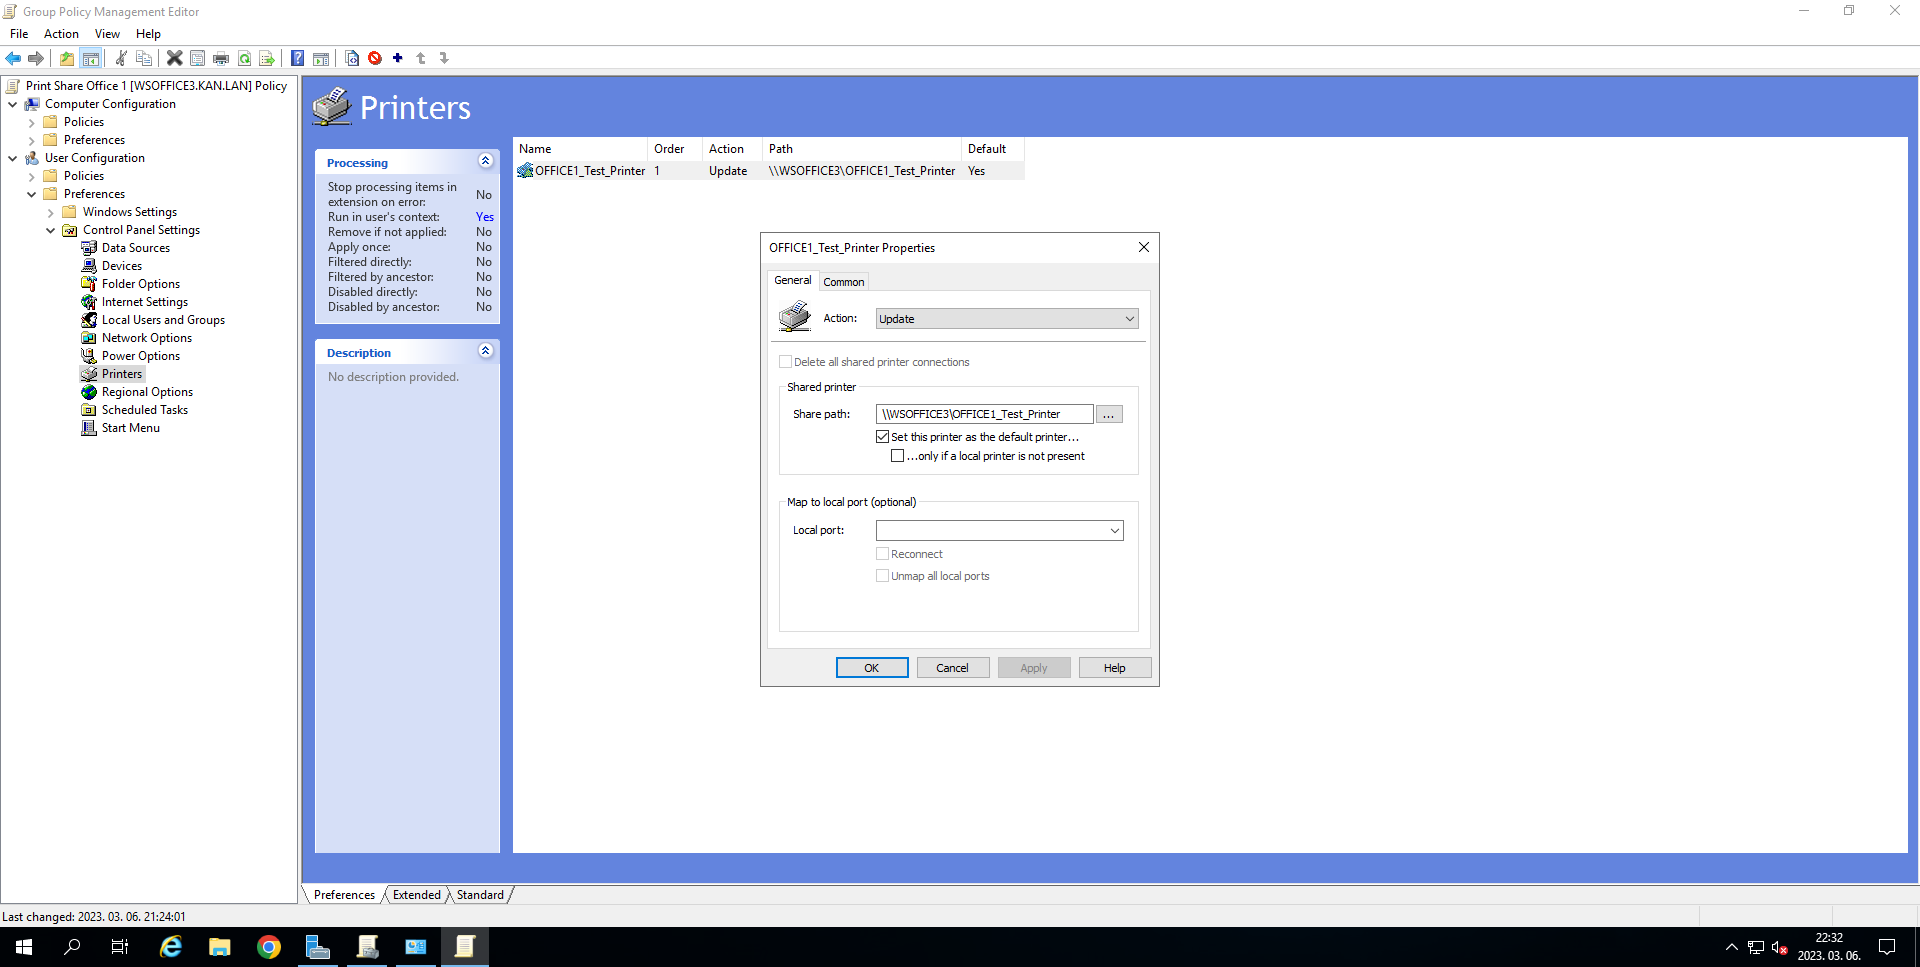 Group Policy Management Editor
File Action View Help
Print Share Office 1 [WSOFFICE3.KAN.LAN] Policy
Computer Configuration
Policies
Preferences
User Configuration
Policies
Preferences
Windows Settings
Control Panel Settings
Data Sources
Devices
Folder Options
Internet Settings
Local Users and Groups
Network Options
Power Options
Printers
Regional Options
Scheduled Tasks
Start Menu
Printers
Processing
Stop processing items in extension on error: No
Run in user's context: Yes
Remove if not applied: No
Apply once: No
Filtered directly: No
Filtered by ancestor: No
Disabled directly: No
Disabled by ancestor: No
Description
No description provided.
Name Order Action Path Default
OFFICE1_Test_Printer 1 Update \\WSOFFICE3\OFFICE1_Test_Printer Yes
OFFICE1_Test_Printer Properties
General Common
Action: Update
Delete all shared printer connections
Shared printer
Share path: \\WSOFFICE3\OFFICE1_Test_Printer ...
Set this printer as the default printer...
...only if a local printer is not present
Map to local port (optional)
Local port:
Reconnect
Unmap all local ports
OK Cancel Apply Help
Preferences Extended Standard
Last changed: 2023. 03. 06. 21:24:01
22:32
2023. 03. 06.